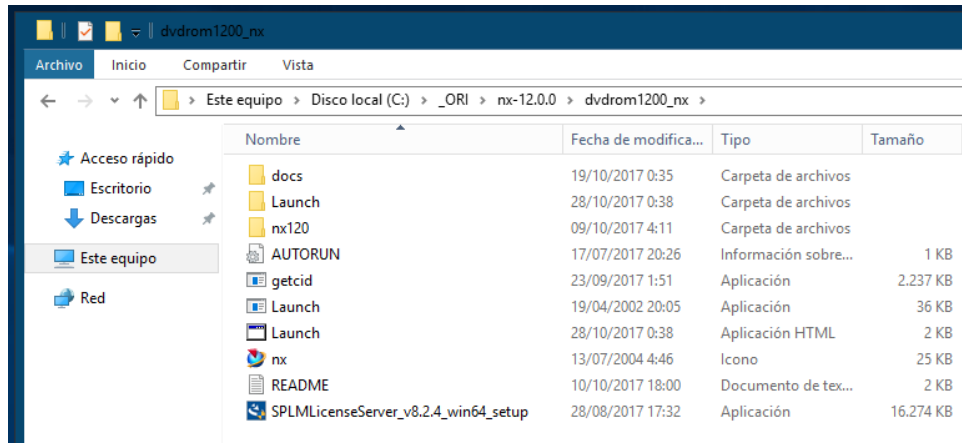 dvdrom1200_nx
Archivo Inicio Compartir Vista
Este equipo > Disco local (C:) > _ORI > nx-12.0.0 > dvdrom1200_nx >
Nombre Fecha de modifica... Tipo Tamaño
Acceso rápido
Escritorio
Descargas
Este equipo
Red
docs 19/10/2017 0:35 Carpeta de archivos
Launch 28/10/2017 0:38 Carpeta de archivos
nx120 09/10/2017 4:11 Carpeta de archivos
AUTORUN 17/07/2017 20:26 Información sobre... 1 KB
getcid 23/09/2017 1:51 Aplicación 2.237 KB
Launch 19/04/2002 20:05 Aplicación 36 KB
Launch 28/10/2017 0:38 Aplicación HTML 2 KB
nx 13/07/2004 4:46 Icono 25 KB
README 10/10/2017 18:00 Documento de tex... 2 KB
SPLMLicenseServer_v8.2.4_win64_setup 28/08/2017 17:32 Aplicación 16.274 KB